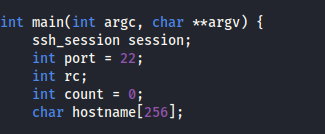 int main(int argc, char **argv) {
    ssh_session session;
    int port = 22;
    int rc;
    int count = 0;
    char hostname[256];